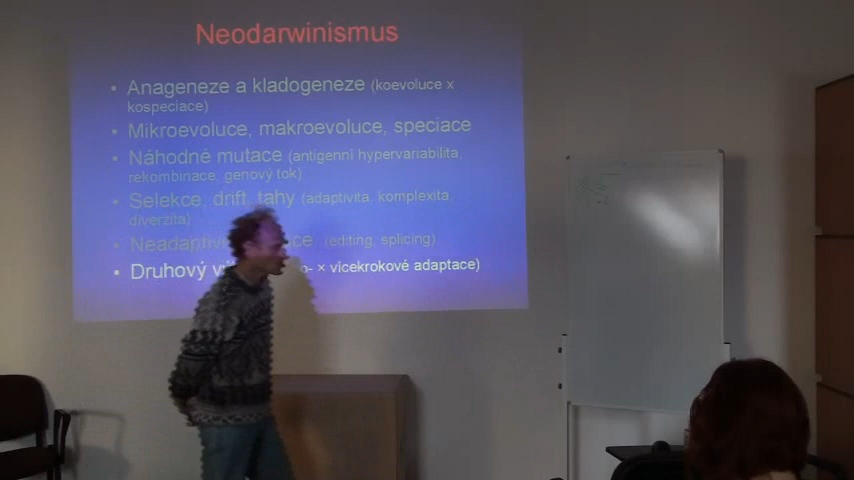 Neodarwinismus
• Anageneze a kladogeneze (koevoluce x
kospeciace)
• Mikroevoluce, makroevoluce, speciace
• Náhodné mutace (antigenní hypervariabilita,
rekombinace, genový tok)
• Selekce, drift, tahy (adaptivita, komplexita,
diverzita)
• (editing, splicing)
• Druhový × vícekrokové adaptace)